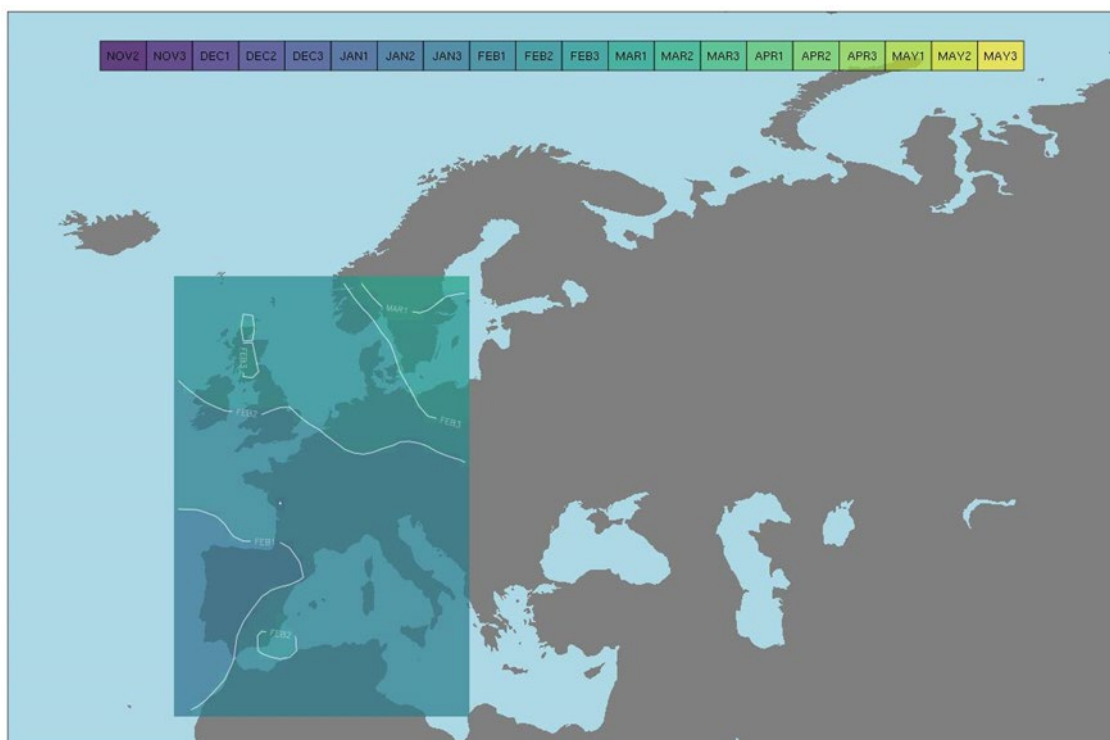 NOV2 NOV3 DEC1 DEC2 DEC3 JAN1 JAN2 JAN3 FEB1 FEB2 FEB3 MAR1 MAR2 MAR3 APR1 APR2 APR3 MAY1 MAY2 MAY3
MAR1
FEB2
FEB3
FEB1
FEB2